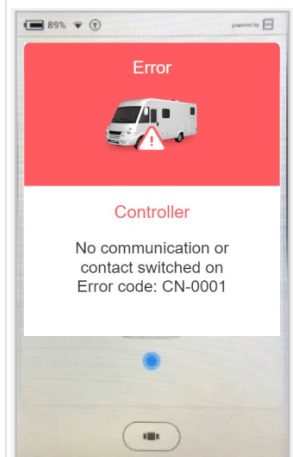 89%
powered by
Error
Controller
No communication or
contact switched on
Error code: CN-0001